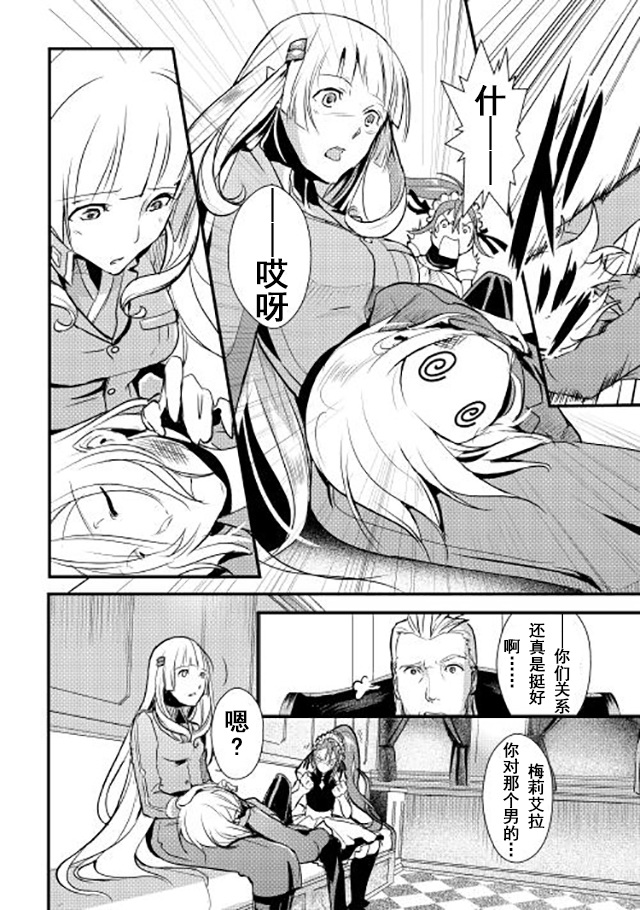 什——
——哎呀
——你们关系
还真是挺好
啊……
梅莉艾拉
你对那个男的…
嗯?